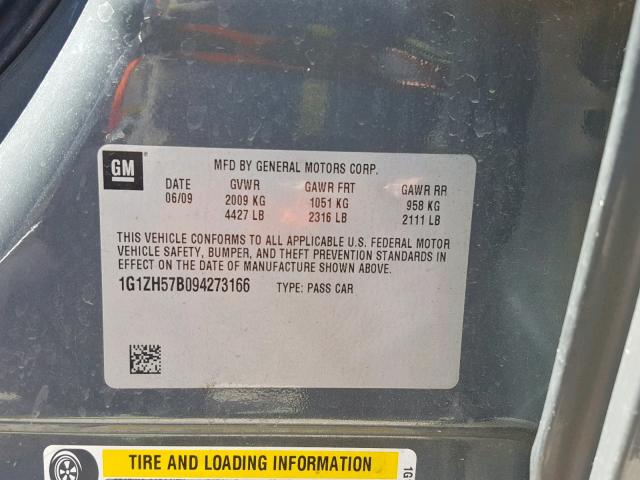 GM
MFD BY GENERAL MOTORS CORP.
DATE GVWR GAWR FRT GAWR RR
06/09 2009 KG 1051 KG 958 KG
4427 LB 2316 LB 2111 LB
THIS VEHICLE CONFORMS TO ALL APPLICABLE U.S. FEDERAL MOTOR
VEHICLE SAFETY, BUMPER, AND THEFT PREVENTION STANDARDS IN
EFFECT ON THE DATE OF MANUFACTURE SHOWN ABOVE.
1G1ZH57B094273166 TYPE: PASS CAR
TIRE AND LOADING INFORMATION
1G